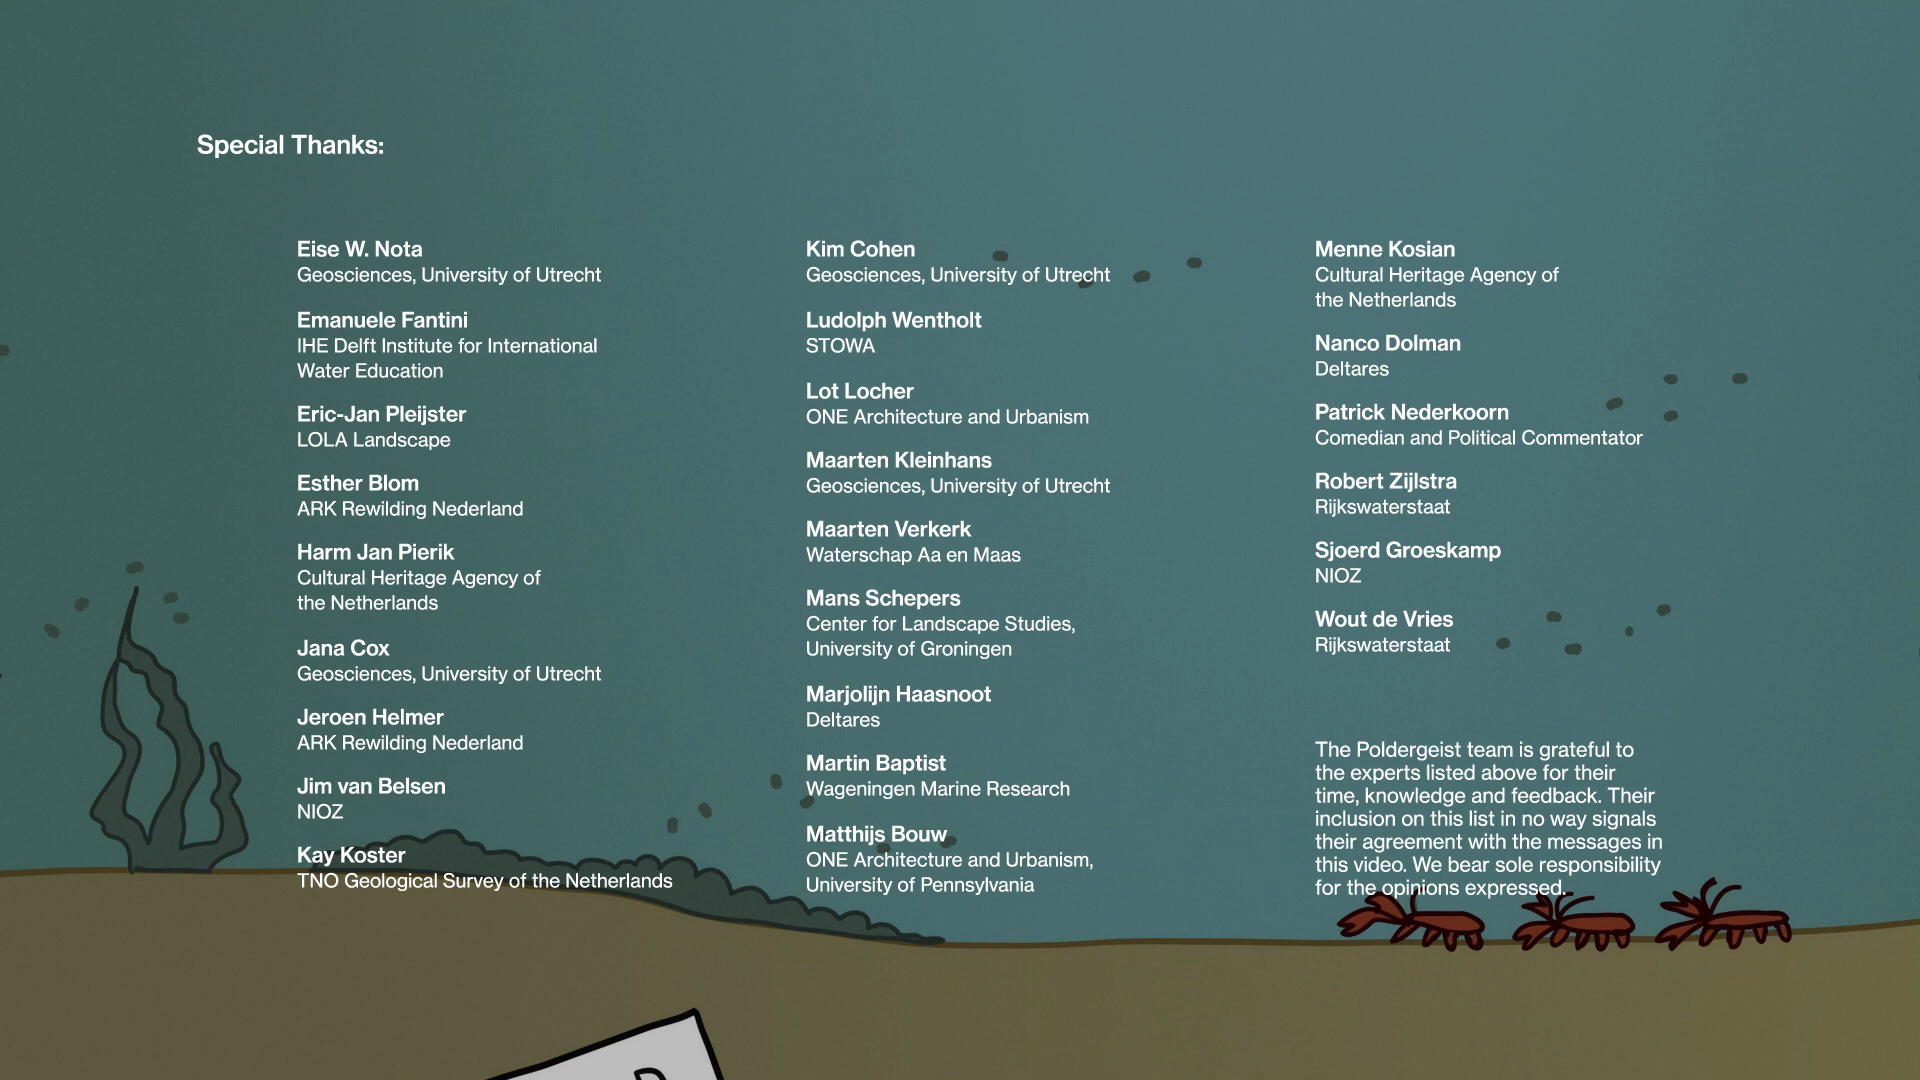 Special Thanks:
Eise W. Nota
Geosciences, University of Utrecht
Emanuele Fantini
IHE Delft Institute for International
Water Education
Eric-Jan Pleijster
LOLA Landscape
Esther Blom
ARK Rewilding Nederland
Harm Jan Pierik
Cultural Heritage Agency of
the Netherlands
Jana Cox
Geosciences, University of Utrecht
Jeroen Helmer
ARK Rewilding Nederland
Jim van Belsen
NIOZ
Kay Koster
TNO Geological Survey of the Netherlands
Kim Cohen
Geosciences, University of Utrecht
Ludolph Wentholt
STOWA
Lot Locher
ONE Architecture and Urbanism
Maarten Kleinhans
Geosciences, University of Utrecht
Maarten Verkerk
Waterschap Aa en Maas
Mans Schepers
Center for Landscape Studies,
University of Groningen
Marjolijn Haasnoot
Deltares
Martin Baptist
Wageningen Marine Research
Matthijs Bouw
ONE Architecture and Urbanism,
University of Pennsylvania
Menne Kosian
Cultural Heritage Agency of
the Netherlands
Nanco Dolman
Deltares
Patrick Nederkoorn
Comedian and Political Commentator
Robert Zijlstra
Rijkswaterstaat
Sjoerd Groeskamp
NIOZ
Wout de Vries
Rijkswaterstaat
The Poldergeist team is grateful to
the experts listed above for their
time, knowledge and feedback. Their
inclusion on this list in no way signals
their agreement with the messages in
this video. We bear sole responsibility
for the opinions expressed.